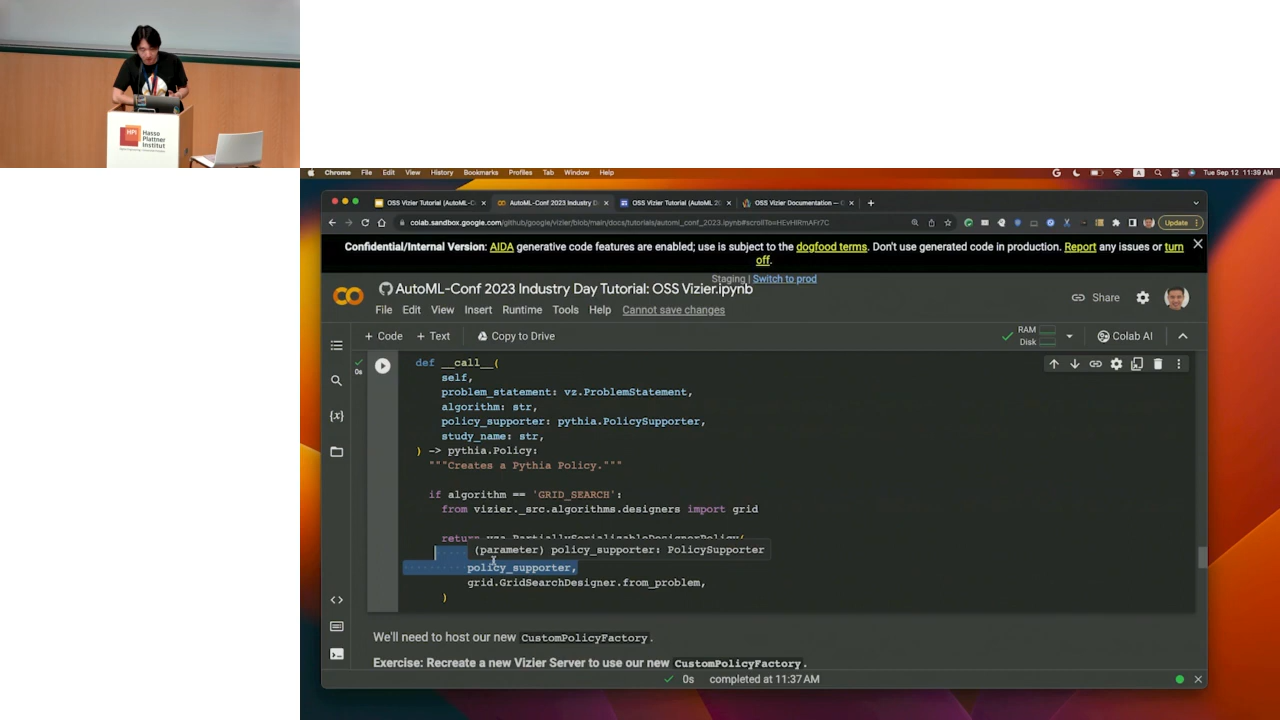 HPI Hasso
Plattner
Institut
Chrome File Edit View History Bookmarks Profiles Tab Window Help
Tue Sep 12 11:39 AM
OSS Vizier Tutorial (AutoML-C
AutoML-Conf 2023 Industry D
OSS Vizier Tutorial (AutoML 20
OSS Vizier Documentation —
colab.sandbox.google.com/github/google/vizier/blob/main/docs/tutorials/automl_conf_2023.ipynb#scrollTo=HEvHlRmAFr7C
Update
Confidential/Internal Version: AIDA generative code features are enabled; use is subject to the dogfood terms. Don't use generated code in production. Report any issues or turn
off.
Staging | Switch to prod
AutoML-Conf 2023 Industry Day Tutorial: OSS Vizier.ipynb
Share
File Edit View Insert Runtime Tools Help Cannot save changes
+ Code + Text Copy to Drive
RAM
Disk
Colab AI
0s
def __call__(
self,
problem_statement: vz.ProblemStatement,
algorithm: str,
policy_supporter: pythia.PolicySupporter,
study_name: str,
) -> pythia.Policy:
"""Creates a Pythia Policy."""
if algorithm == 'GRID_SEARCH':
from vizier._src.algorithms.designers import grid
return vza.PartiallySerializableDesignerPolicy(
(parameter) policy_supporter: PolicySupporter
policy_supporter,
grid.GridSearchDesigner.from_problem,
)
We'll need to host our new CustomPolicyFactory.
Exercise: Recreate a new Vizier Server to use our new CustomPolicyFactory.
0s completed at 11:37 AM